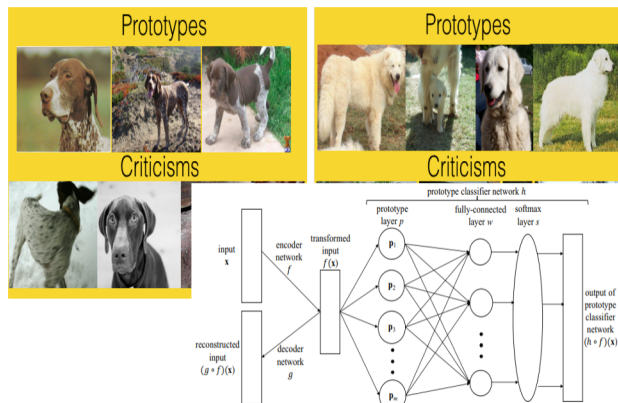 Prototypes
Prototypes
Criticisms
Criticisms
prototype classifier network h
prototype
layer p
fully-connected
layer w
softmax
layer s
input
x
encoder
network
f
transformed
input
f(x)
p1
p2
p3
pm
reconstructed
input
(g ∘ f)(x)
decoder
network
g
output of
prototype
classifier
network
(h ∘ f)(x)